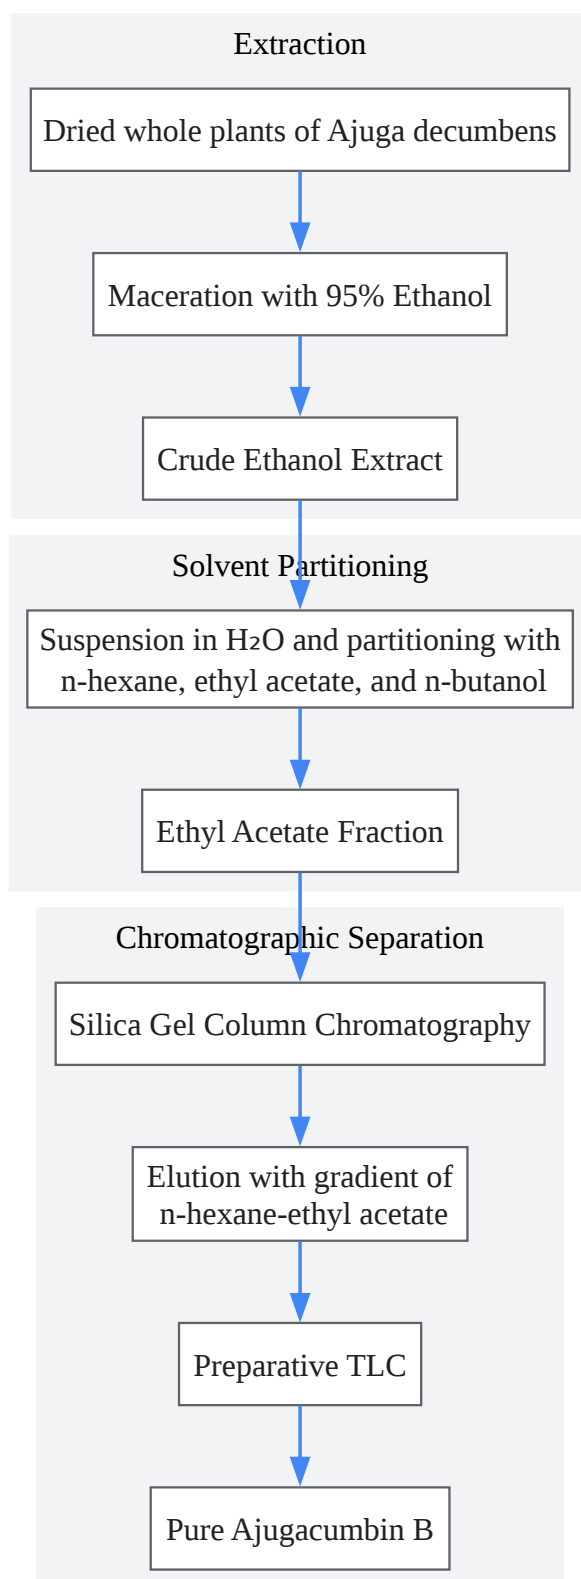 Extraction
Dried whole plants of Ajuga decumbens
Maceration with 95% Ethanol
Crude Ethanol Extract
Solvent Partitioning
Suspension in H₂O and partitioning with
n-hexane, ethyl acetate, and n-butanol
Ethyl Acetate Fraction
Chromatographic Separation
Silica Gel Column Chromatography
Elution with gradient of
n-hexane-ethyl acetate
Preparative TLC
Pure Ajugacumbin B